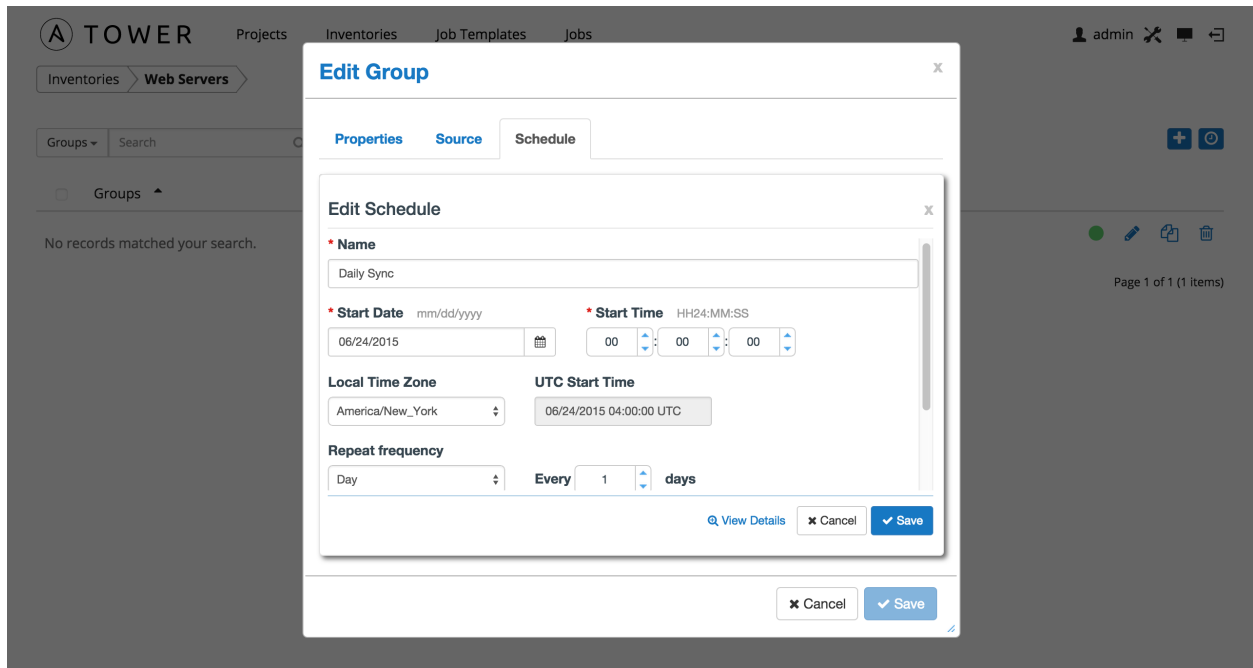 TOWER Projects Inventories Job Templates Jobs admin
Inventories Web Servers
Edit Group x
Properties Source Schedule
Groups Search
Groups
No records matched your search.
Page 1 of 1 (1 items)
Edit Schedule x
* Name
Daily Sync
* Start Date mm/dd/yyyy * Start Time HH24:MM:SS
06/24/2015 00 : 00 : 00
Local Time Zone UTC Start Time
America/New_York 06/24/2015 04:00:00 UTC
Repeat frequency
Day Every 1 days
View Details x Cancel Save
x Cancel Save